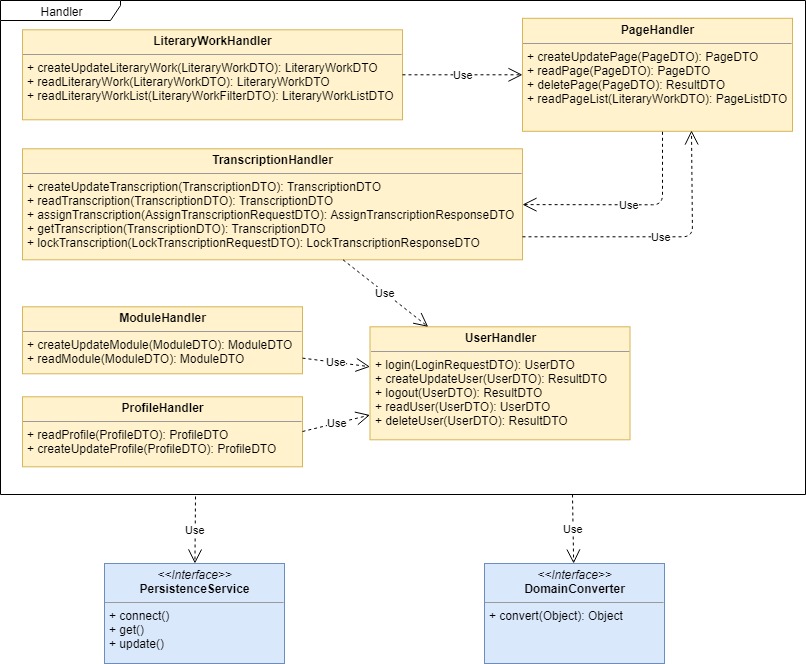 Handler
LiteraryWorkHandler
+ createUpdateLiteraryWork(LiteraryWorkDTO): LiteraryWorkDTO
+ readLiteraryWork(LiteraryWorkDTO): LiteraryWorkDTO
+ readLiteraryWorkList(LiteraryWorkFilterDTO): LiteraryWorkListDTO
Use
PageHandler
+ createUpdatePage(PageDTO): PageDTO
+ readPage(PageDTO): PageDTO
+ deletePage(PageDTO): ResultDTO
+ readPageList(LiteraryWorkDTO): PageListDTO
TranscriptionHandler
+ createUpdateTranscription(TranscriptionDTO): TranscriptionDTO
+ readTranscription(TranscriptionDTO): TranscriptionDTO
+ assignTranscription(AssignTranscriptionRequestDTO): AssignTranscriptionResponseDTO
+ getTranscription(TranscriptionDTO): TranscriptionDTO
+ lockTranscription(LockTranscriptionRequestDTO): LockTranscriptionResponseDTO
Use
Use
Use
ModuleHandler
+ createUpdateModule(ModuleDTO): ModuleDTO
+ readModule(ModuleDTO): ModuleDTO
Use
UserHandler
+ login(LoginRequestDTO): UserDTO
+ createUpdateUser(UserDTO): ResultDTO
+ logout(UserDTO): ResultDTO
+ readUser(UserDTO): UserDTO
+ deleteUser(UserDTO): ResultDTO
ProfileHandler
+ readProfile(ProfileDTO): ProfileDTO
+ createUpdateProfile(ProfileDTO): ProfileDTO
Use
Use
Use
<<Interface>>
PersistenceService
+ connect()
+ get()
+ update()
<<Interface>>
DomainConverter
+ convert(Object): Object